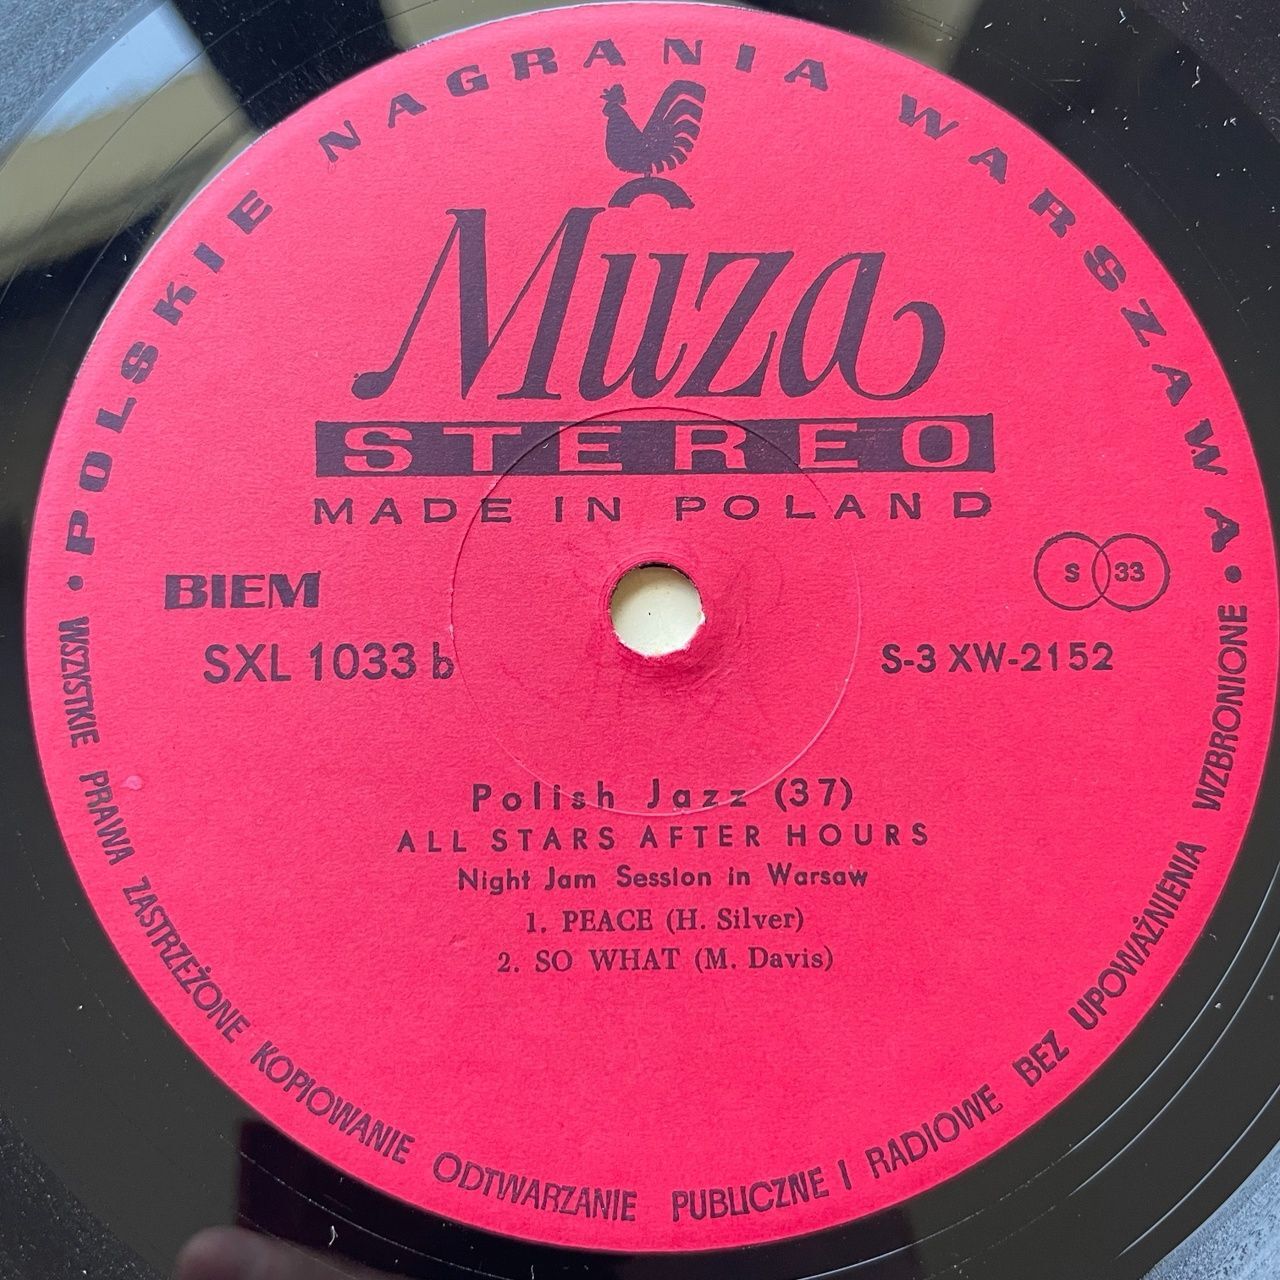 POLSKIE NAGRANIA WARSZAWA
Muza
STEREO
MADE IN POLAND
BIEM
S 33
SXL 1033 b
S-3 XW-2152
Polish Jazz (37)
ALL STARS AFTER HOURS
Night Jam Session in Warsaw
1. PEACE (H. Silver)
2. SO WHAT (M. Davis)
WSZYSTKIE PRAWA ZASTRZEŻONE KOPIOWANIE ODTWARZANIE PUBLICZNE I RADIOWE BEZ UPOWAŻNIENIA WZBRONIONE